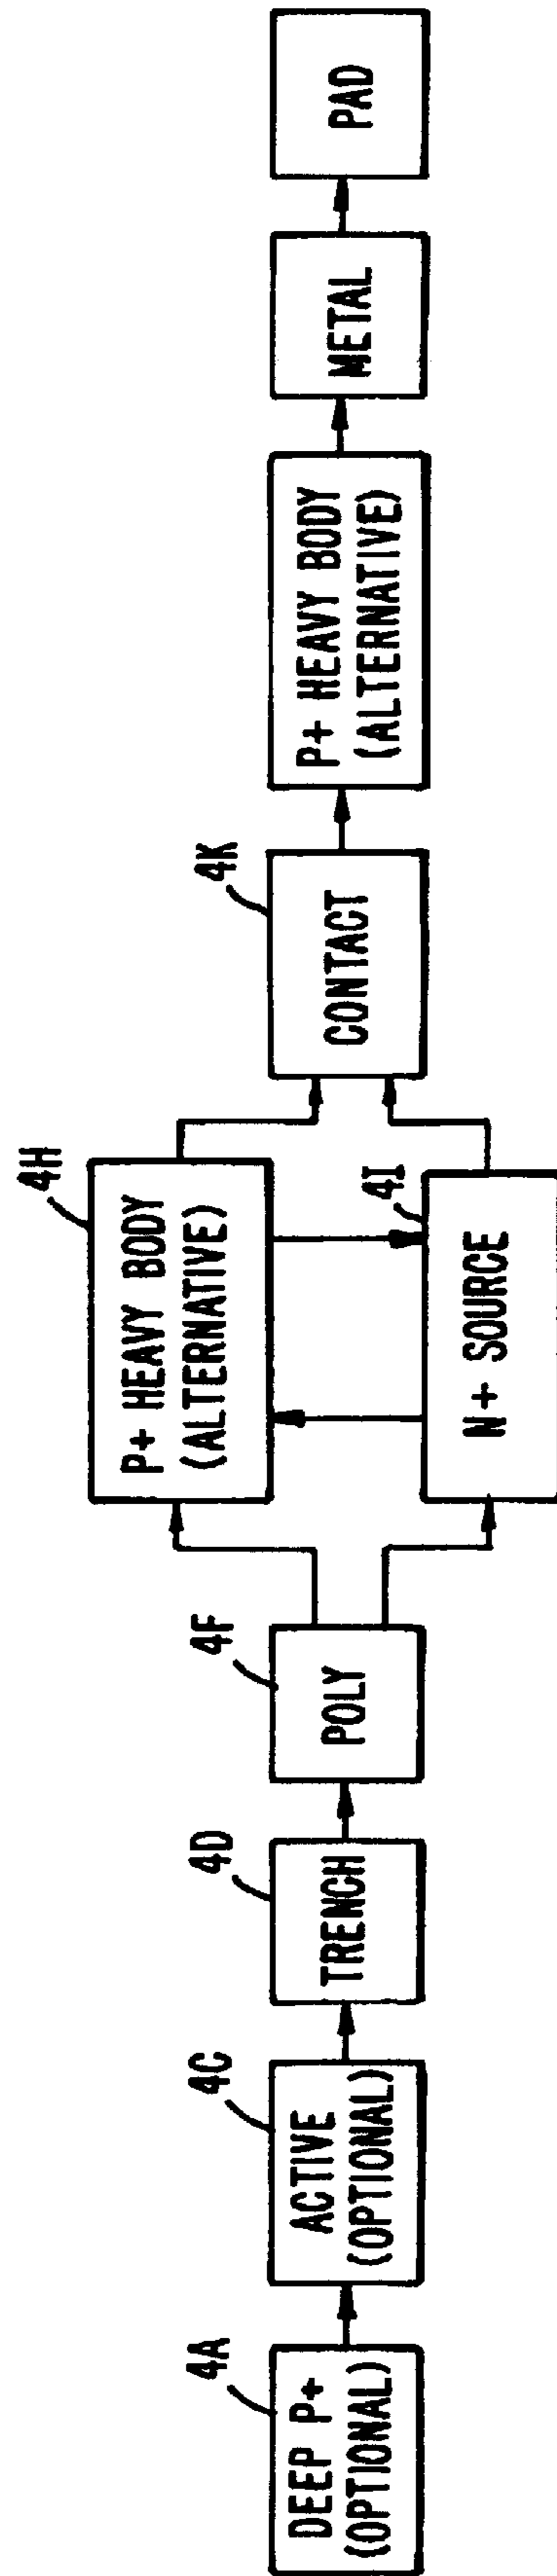 4A
DEEP P+
(OPTIONAL)
4C
ACTIVE
(OPTIONAL)
4D
TRENCH
4F
POLY
4H
P+ HEAVY BODY
(ALTERNATIVE)
4I
N+ SOURCE
4K
CONTACT
P+ HEAVY BODY
(ALTERNATIVE)
METAL
PAD